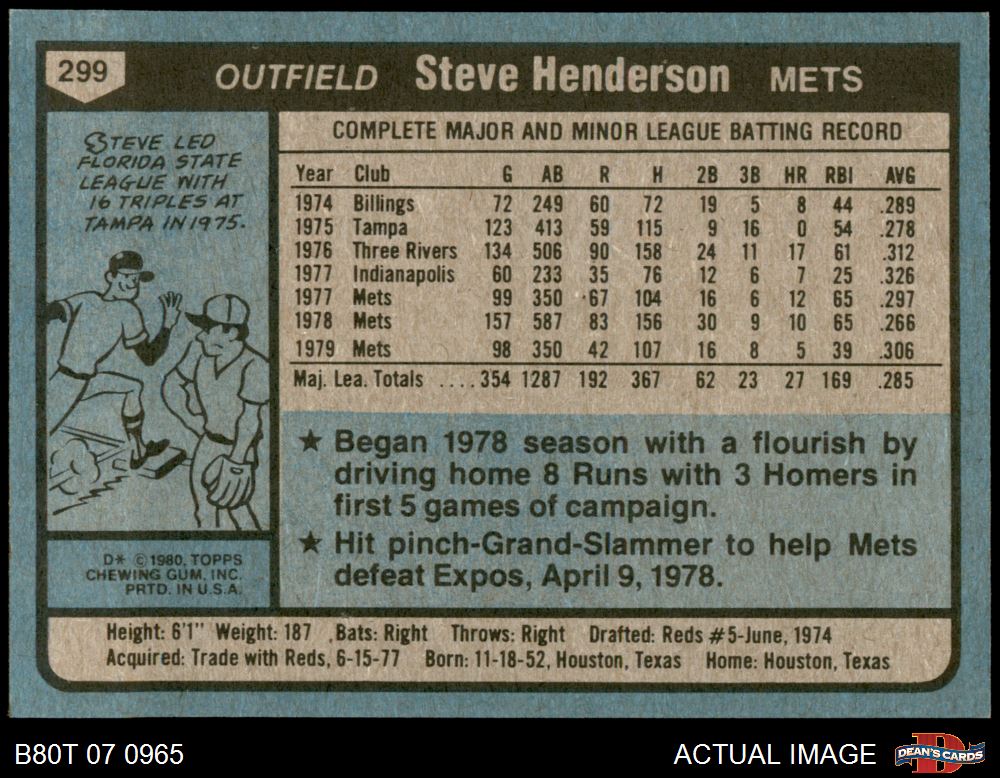 299
OUTFIELD Steve Henderson METS
STEVE LED
FLORIDA STATE
LEAGUE WITH
16 TRIPLES AT
TAMPA IN 1975.
COMPLETE MAJOR AND MINOR LEAGUE BATTING RECORD
Year Club G AB R H 2B 3B HR RBI AVG
1974 Billings 72 249 60 72 19 5 8 44 .289
1975 Tampa 123 413 59 115 9 16 0 54 .278
1976 Three Rivers 134 506 90 158 24 11 17 61 .312
1977 Indianapolis 60 233 35 76 12 6 7 25 .326
1977 Mets 99 350 67 104 16 6 12 65 .297
1978 Mets 157 587 83 156 30 9 10 65 .266
1979 Mets 98 350 42 107 16 8 5 39 .306
Maj. Lea. Totals ....354 1287 192 367 62 23 27 169 .285
★ Began 1978 season with a flourish by
driving home 8 Runs with 3 Homers in
first 5 games of campaign.
★ Hit pinch-Grand-Slammer to help Mets
defeat Expos, April 9, 1978.
D* © 1980, TOPPS
CHEWING GUM, INC.
PRTD. IN U.S.A.
Height: 6'1" Weight: 187 Bats: Right Throws: Right Drafted: Reds #5-June, 1974
Acquired: Trade with Reds, 6-15-77 Born: 11-18-52, Houston, Texas Home: Houston, Texas
B80T 07 0965
ACTUAL IMAGE
DEAN'S CARDS